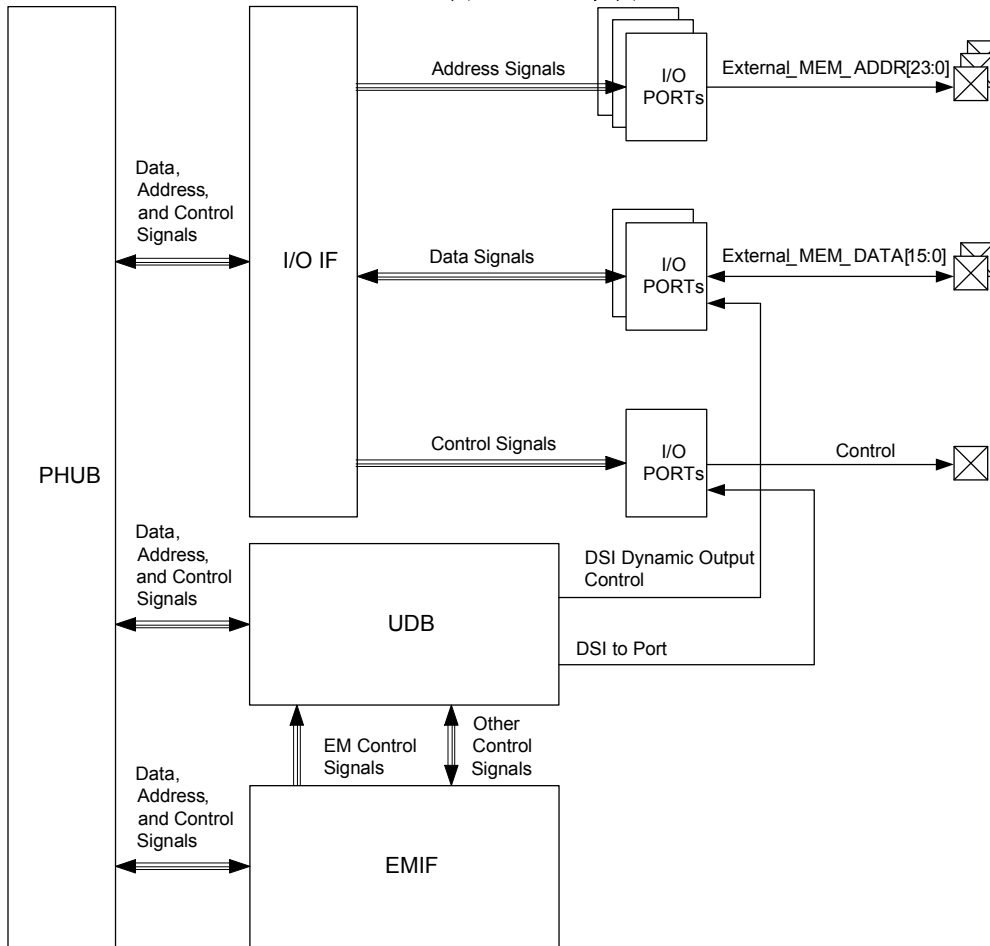 Address Signals
I/O
PORTs
External_MEM_ADDR[23:0]
Data,
Address,
and Control
Signals
I/O IF
Data Signals
I/O
PORTs
External_MEM_DATA[15:0]
Control Signals
I/O
PORTs
Control
PHUB
Data,
Address,
and Control
Signals
UDB
DSI Dynamic Output
Control
DSI to Port
EM Control
Signals
Other
Control
Signals
Data,
Address,
and Control
Signals
EMIF